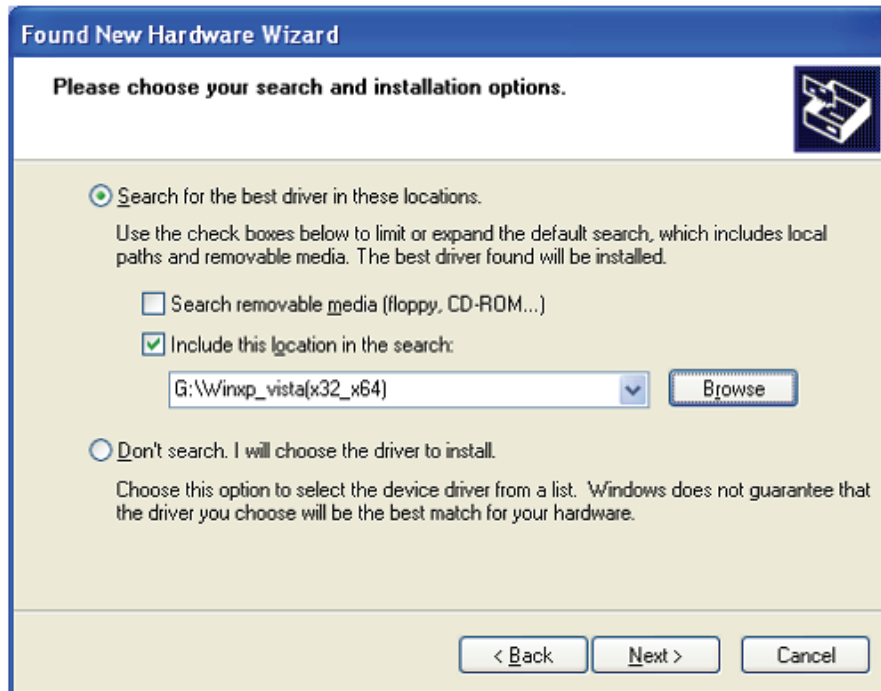 Found New Hardware Wizard
Please choose your search and installation options.
Search for the best driver in these locations.
Use the check boxes below to limit or expand the default search, which includes local
paths and removable media. The best driver found will be installed.
Search removable media (floppy, CD-ROM...)
Include this location in the search:
G:\Winxp_vista(x32_x64)
Browse
Don't search. I will choose the driver to install.
Choose this option to select the device driver from a list. Windows does not guarantee that
the driver you choose will be the best match for your hardware.
< Back
Next >
Cancel